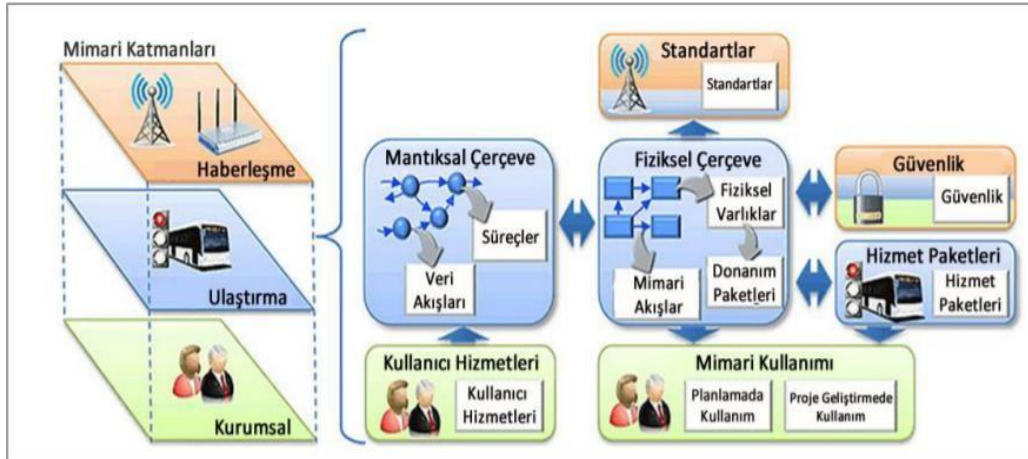 Mimari Katmanları
Haberleşme
Ulaştırma
Kurumsal
Mantıksal Çerçeve
Süreçler
Veri
Akışları
Kullanıcı Hizmetleri
Kullanıcı
Hizmetleri
Standartlar
Standartlar
Fiziksel Çerçeve
Fiziksel
Varlıklar
Mimari
Akışlar
Donanım
Paketleri
Güvenlik
Güvenlik
Hizmet Paketleri
Hizmet
Paketleri
Mimari Kullanımı
Planlamada
Kullanım
Proje Geliştirmede
Kullanım